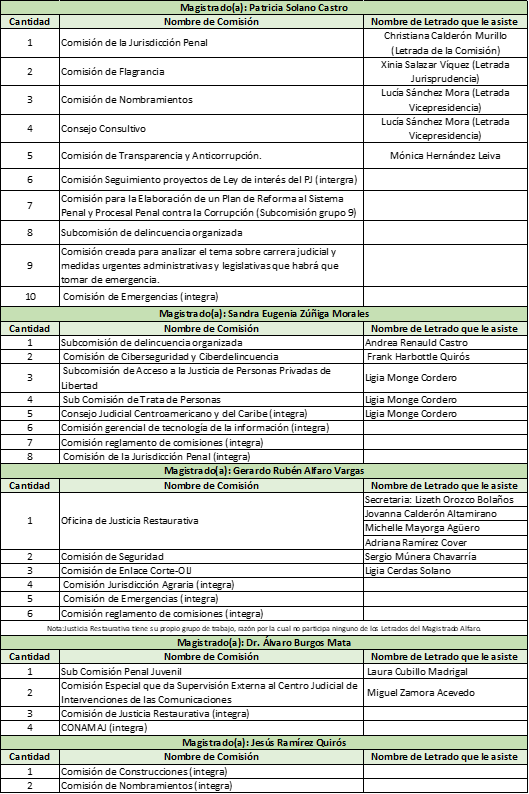 Magistrado(a): Patricia Solano Castro
Cantidad Nombre de Comisión Nombre de Letrado que le asiste
1 Comisión de la Jurisdicción Penal Christiana Calderón Murillo
(Letrada de la Comisión)
2 Comisión de Flagrancia Xinia Salazar Víquez (Letrada
Jurisprudencia)
3 Comisión de Nombramientos Lucía Sánchez Mora (Letrada
Vicepresidencia)
4 Consejo Consultivo Lucía Sánchez Mora (Letrada
Vicepresidencia)
5 Comisión de Transparencia y Anticorrupción. Mónica Hernández Leiva
6 Comisión Seguimiento proyectos de Ley de interés del PJ (intergra)
7 Comisión para la Elaboración de un Plan de Reforma al Sistema
Penal y Procesal Penal contra la Corrupción (Subcomisión grupo 9)
8 Subcomisión de delincuencia organizada
9 Comisión creada para analizar el tema sobre carrera judicial y
medidas urgentes administrativas y legislativas que habrá que
tomar de emergencia.
10 Comisión de Emergencias (integra)
Magistrado(a): Sandra Eugenia Zúñiga Morales
Cantidad Nombre de Comisión Nombre de Letrado que le asiste
1 Subcomisión de delincuencia organizada Andrea Renauld Castro
2 Comisión de Ciberseguridad y Ciberdelincuencia Frank Harbottle Quirós
3 Subcomisión de Acceso a la Justicia de Personas Privadas de
Libertad Ligia Monge Cordero
4 Sub Comisión de Trata de Personas Ligia Monge Cordero
5 Consejo Judicial Centroamericano y del Caribe (integra) Ligia Monge Cordero
6 Comisión gerencial de tecnología de la información (integra)
7 Comisión reglamento de comisiones (integra)
8 Comisión de la Jurisdicción Penal (integra)
Magistrado(a): Gerardo Rubén Alfaro Vargas
Cantidad Nombre de Comisión Nombre de Letrado que le asiste
1 Oficina de Justicia Restaurativa Secretaria: Lizeth Orozco Bolaños
Jovanna Calderón Altamirano
Michelle Mayorga Agüero
Adriana Ramírez Cover
2 Comisión de Seguridad Sergio Múnera Chavarría
3 Comisión de Enlace Corte-OIJ Ligia Cerdas Solano
4 Comisión Jurisdicción Agraria (integra)
5 Comisión de Emergencias (integra)
6 Comisión reglamento de comisiones (integra)
Nota:Justicia Restaurativa tiene su propio grupo de trabajo, razón por la cual no participa ninguno de los Letrados del Magistrado Alfaro.
Magistrado(a): Dr. Álvaro Burgos Mata
Cantidad Nombre de Comisión Nombre de Letrado que le asiste
1 Sub Comisión Penal Juvenil Laura Cubillo Madrigal
2 Comisión Especial que da Supervisión Externa al Centro Judicial de
Intervenciones de las Comunicaciones Miguel Zamora Acevedo
3 Comisión de Justicia Restaurativa (integra)
4 CONAMAJ (integra)
Magistrado(a): Jesús Ramírez Quirós
Cantidad Nombre de Comisión Nombre de Letrado que le asiste
1 Comisión de Construcciones (integra)
2 Comisión de Nombramientos (integra)